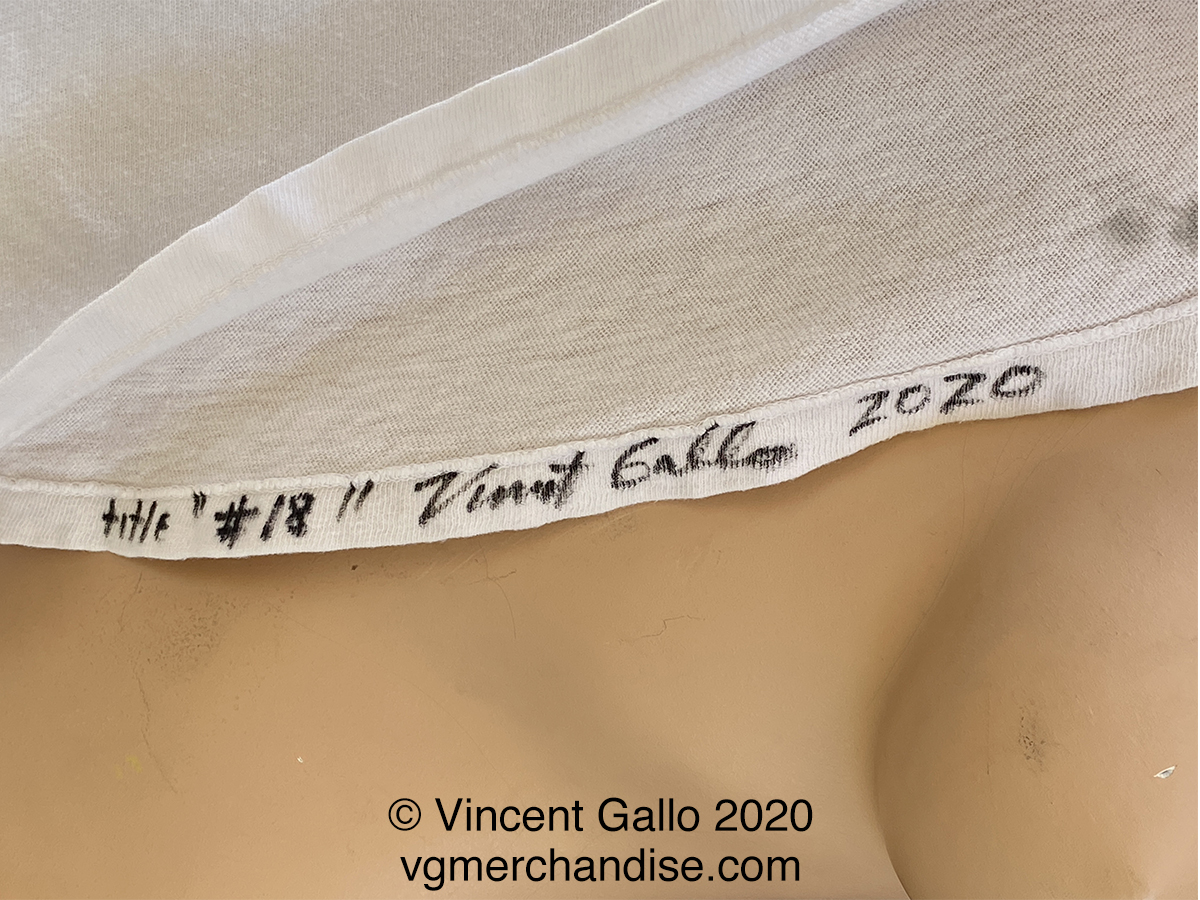 title "#18" Vincent Gallo 2020
© Vincent Gallo 2020
vgmerchandise.com